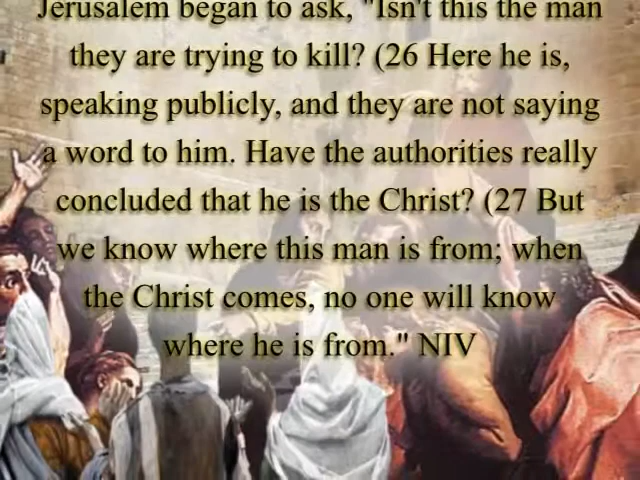 Jerusalem began to ask, "Isn't this the man
they are trying to kill? (26 Here he is,
speaking publicly, and they are not saying
a word to him. Have the authorities really
concluded that he is the Christ? (27 But
we know where this man is from; when
the Christ comes, no one will know
where he is from." NIV